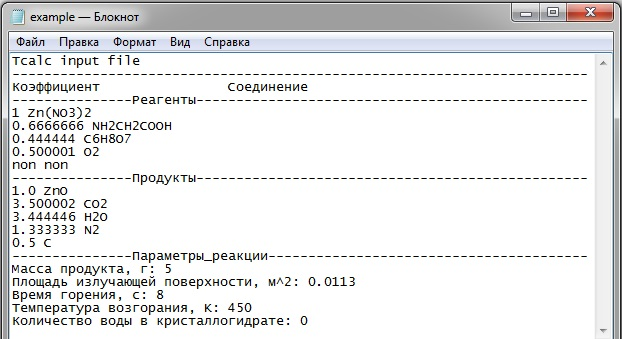 example — Блокнот
Файл Правка Формат Вид Справка
Tcalc input file
--------------------------------------------------------------------------
Коэффициент Соединение
---------------Реагенты--------------------------------------------------
1 Zn(NO3)2
0.6666666 NH2CH2COOH
0.444444 C6H8O7
0.500001 O2
non non
---------------Продукты--------------------------------------------------
1.0 ZnO
3.500002 CO2
3.444446 H2O
1.333333 N2
0.5 C
---------------Параметры_реакции-----------------------------------------
Масса продукта, г: 5
Площадь излучающей поверхности, м^2: 0.0113
Время горения, с: 8
Температура возгорания, К: 450
Количество воды в кристаллогидрате: 0